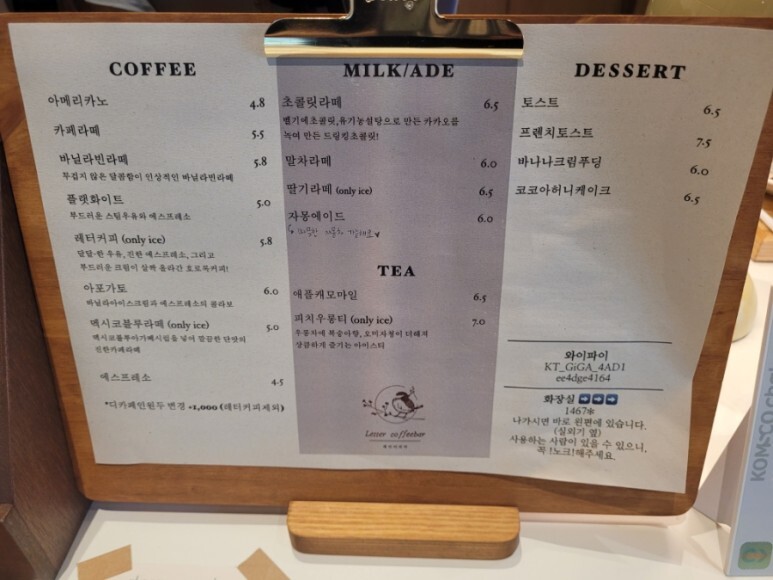 COFFEE
아메리카노 4.8
카페라떼 5.5
바닐라빈라떼 5.8
무겁지 않은 달콤함이 인상적인 바닐라빈라떼
플랫화이트 5.0
부드러운 스팀우유와 에스프레소
레터커피 (only ice) 5.8
달달-한 우유, 진한 에스프레소, 그리고
부드러운 크림이 살짝 올라간 호로록커피!
아포가토 6.0
바닐라아이스크림과 에스프레소의 콜라보
멕시코블루라떼 (only ice) 5.0
멕시코블루아가베시럽을 넣어 깔끔한 단맛의
진한카페라떼
에스프레소 4.5
*디카페인원두 변경 +1,000 (레터커피제외)
MILK/ADE
초콜릿라떼 6.5
벨기에초콜릿,유기농설탕으로 만든 카카오를
녹여 만든 드링킹초콜릿!
말차라떼 6.0
딸기라떼 (only ice) 6.5
자몽에이드 6.0
TEA
애플캐모마일 6.5
피치우롱티 (only ice) 7.0
우롱차에 복숭아향, 오미자청이 더해져
상큼하게 즐기는 아이스티
Letter coffeebar
DESSERT
토스트 6.5
프렌치토스트 7.5
바나나크림푸딩 6.0
코코아허니케이크 6.5
와이파이
KT_GiGA_4AD1
ee4dge4164
화장실 ➡➡➡
1467*
나가시면 바로 왼편에 있습니다.
(실외기 옆)
사용하는 사람이 있을 수 있으니,
꼭 !노크!해주세요.